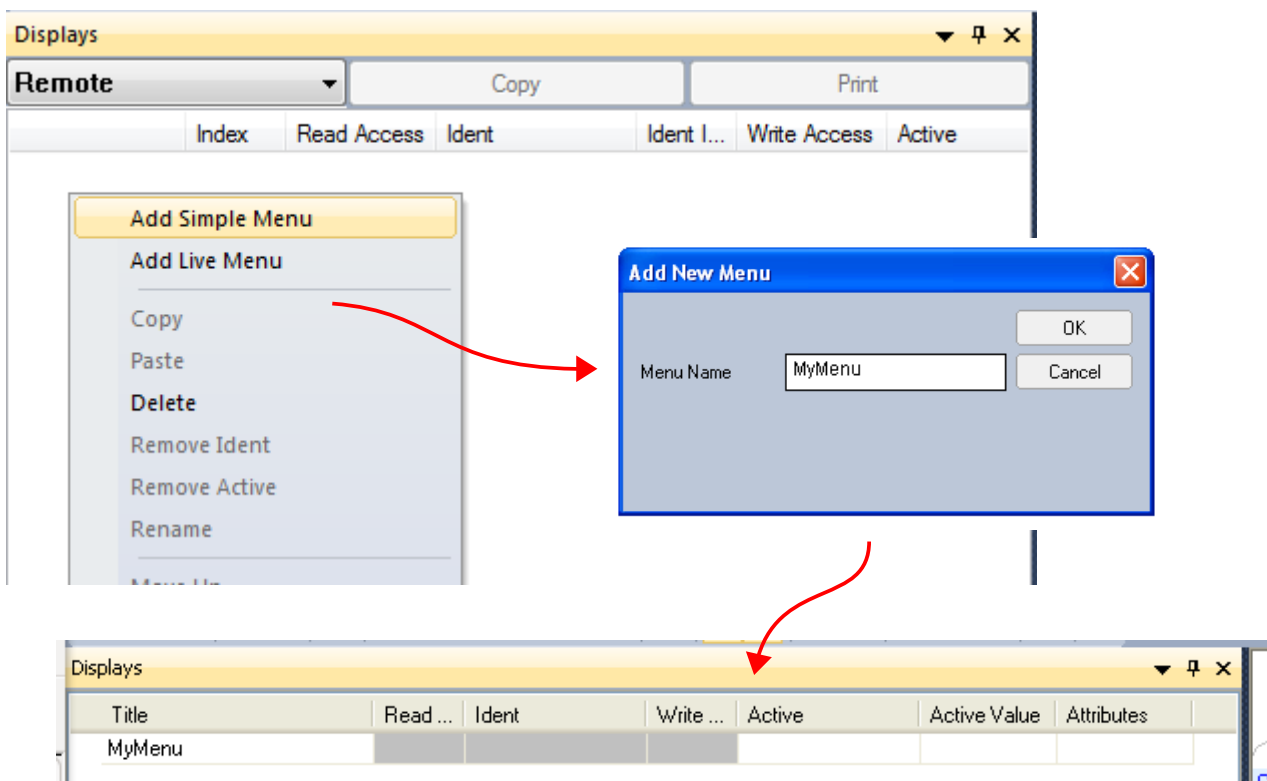 Displays
Remote Copy Print
Index Read Access Ident Ident I... Write Access Active
Add Simple Menu
Add Live Menu
Copy
Paste
Delete
Remove Ident
Remove Active
Rename
Add New Menu
OK
Menu Name MyMenu Cancel
Displays
Title Read ... Ident Write ... Active Active Value Attributes
MyMenu